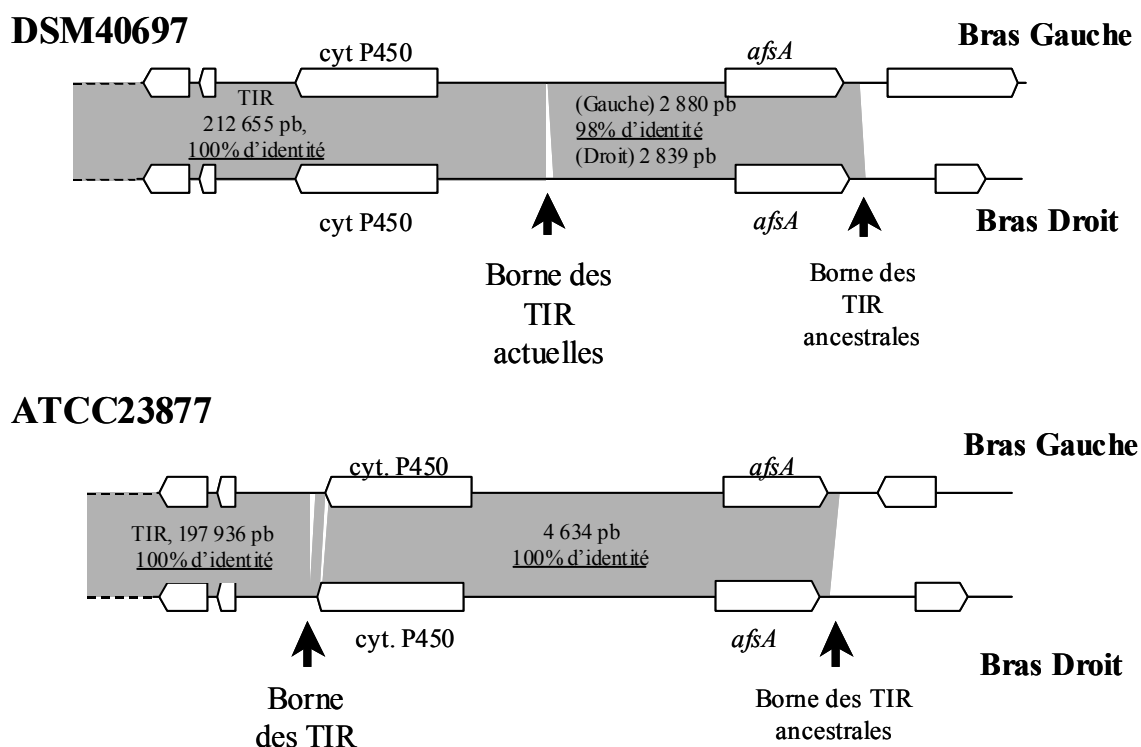 DSM40697
Bras Gauche
cyt P450
afsA
TIR
212 655 pb,
100% d'identité
(Gauche) 2 880 pb
98% d'identité
(Droit) 2 839 pb
cyt P450
afsA
Bras Droit
Borne des
TIR
actuelles
Borne des
TIR
ancestrales
ATCC23877
Bras Gauche
cyt. P450
afsA
TIR, 197 936 pb
100% d'identité
4 634 pb
100% d'identité
cyt. P450
afsA
Bras Droit
Borne
des TIR
Borne des TIR
ancestrales